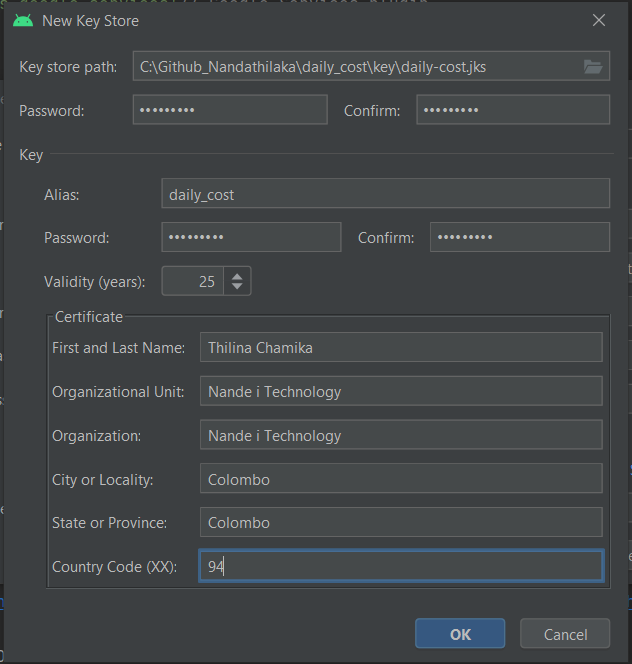 New Key Store
Key store path: C:\Github_Nandathilaka\daily_cost\key\daily-cost.jks
Password: ••••••••• Confirm: •••••••••
Key
Alias: daily_cost
Password: ••••••••• Confirm: •••••••••
Validity (years): 25
Certificate
First and Last Name: Thilina Chamika
Organizational Unit: Nande i Technology
Organization: Nande i Technology
City or Locality: Colombo
State or Province: Colombo
Country Code (XX): 94
OK Cancel